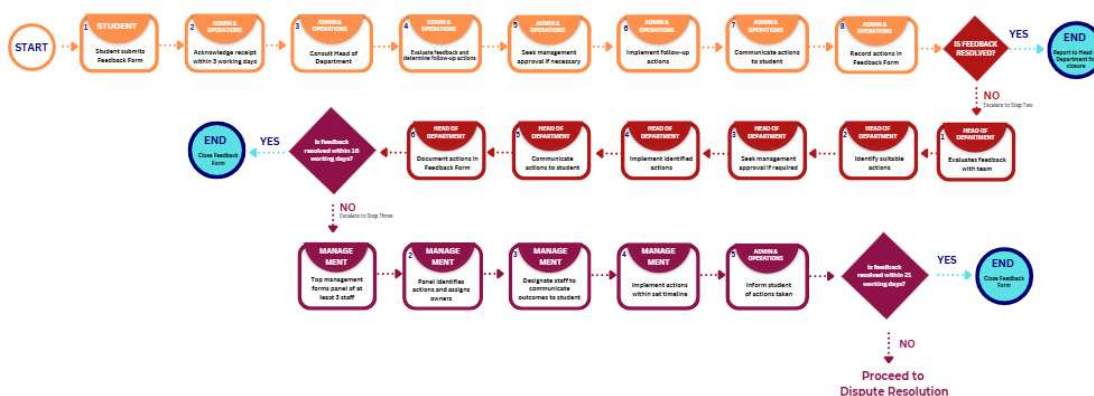 START
1
STUDENT
Student submits
Feedback Form
2
ADMIN &
OPERATIONS
Acknowledge receipt
within 3 working days
3
ADMIN &
OPERATIONS
Consult Head of
Department
4
ADMIN &
OPERATIONS
Evaluate feedback and
determine follow-up actions
5
ADMIN &
OPERATIONS
Seek management
approval if necessary
6
ADMIN &
OPERATIONS
Implement follow-up
actions
7
ADMIN &
OPERATIONS
Communicate actions
to student
8
ADMIN &
OPERATIONS
Record actions in
Feedback Form
IS FEEDBACK
RESOLVED?
YES
END
Report to Head
Department for
closure
NO
Escalate to Step Two
1
HEAD OF
DEPARTMENT
Evaluates feedback
with team
2
HEAD OF
DEPARTMENT
Identify suitable
actions
3
HEAD OF
DEPARTMENT
Seek management
approval if required
4
HEAD OF
DEPARTMENT
Implement identified
actions
5
HEAD OF
DEPARTMENT
Communicate
actions to student
6
HEAD OF
DEPARTMENT
Document actions in
Feedback Form
Is feedback
resolved within
working days?
YES
END
Close Feedback
Form
NO
Escalate to Step Three
MANAGE
MENT
Top management
forms panel of at
least 3 staff
2
MANAGE
MENT
Panel identifies
actions and assigns
owners
3
MANAGE
MENT
Designate staff to
communicate
outcomes to student
4
MANAGE
MENT
Implement actions
within set timeline
5
ADMIN &
OPERATIONS
Inform student
of actions taken
Is feedback
resolved within 21
working days?
YES
END
Close Feedback
Form
NO
Proceed to
Dispute Resolution